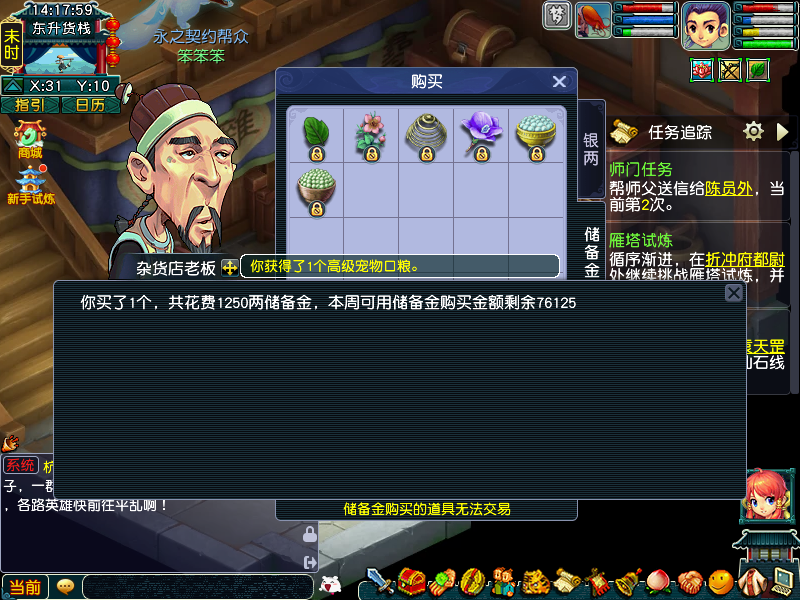 14:17:59
未时
东升货栈
X:31 Y:10
指引
日历
商城
新手试炼
永之契约帮众
笨笨笨
购买
银两
储备金
任务追踪
师门任务
帮师父送信给陈员外，当
前第2次。
雁塔试炼
循序渐进，在折冲府都尉
外继续挑战雁塔试炼，并
天罡
石线
杂货店老板
你获得了1个高级宠物口粮。
你买了1个，共花费1250两储备金，本周可用储备金购买金额剩余76125
系统
子，一群
，各路英雄快前往平乱啊！
储备金购买的道具无法交易
当前
梦